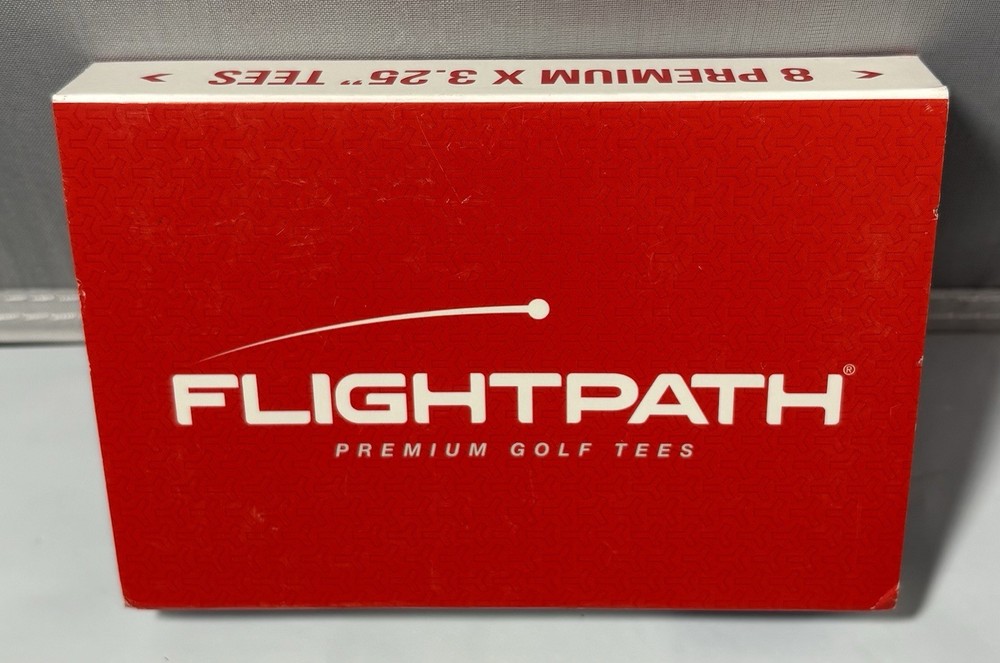 < 8 PREMIUM X 3.25” TEES >
FLIGHTPATH®
PREMIUM GOLF TEES